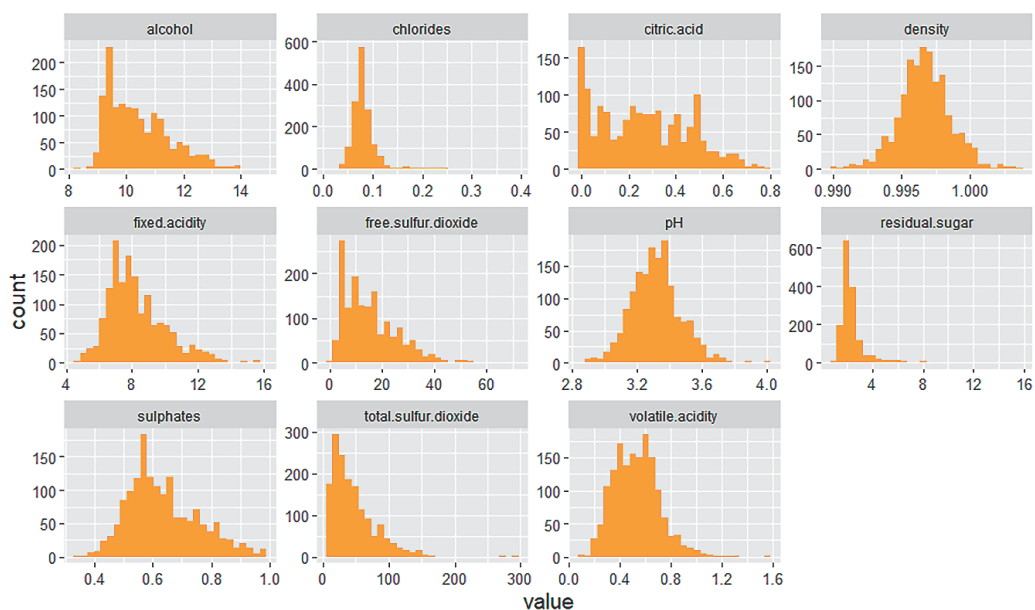 alcohol chlorides citric.acid density
200
150
100
50
0
8 10 12 14
600
400
200
0
0.0 0.1 0.2 0.3 0.4
150
100
50
0
0.0 0.2 0.4 0.6 0.8
150
100
50
0
0.990 0.995 1.000
fixed.acidity free.sulfur.dioxide pH residual.sugar
200
150
100
50
0
4 8 12 16
200
100
0
0 20 40 60
150
100
50
0
2.8 3.2 3.6 4.0
600
400
200
0
4 8 12 16
sulphates total.sulfur.dioxide volatile.acidity
150
100
50
0
0.4 0.6 0.8 1.0
300
200
100
0
0 100 200 300
150
100
50
0
0.0 0.4 0.8 1.2 1.6
count
value